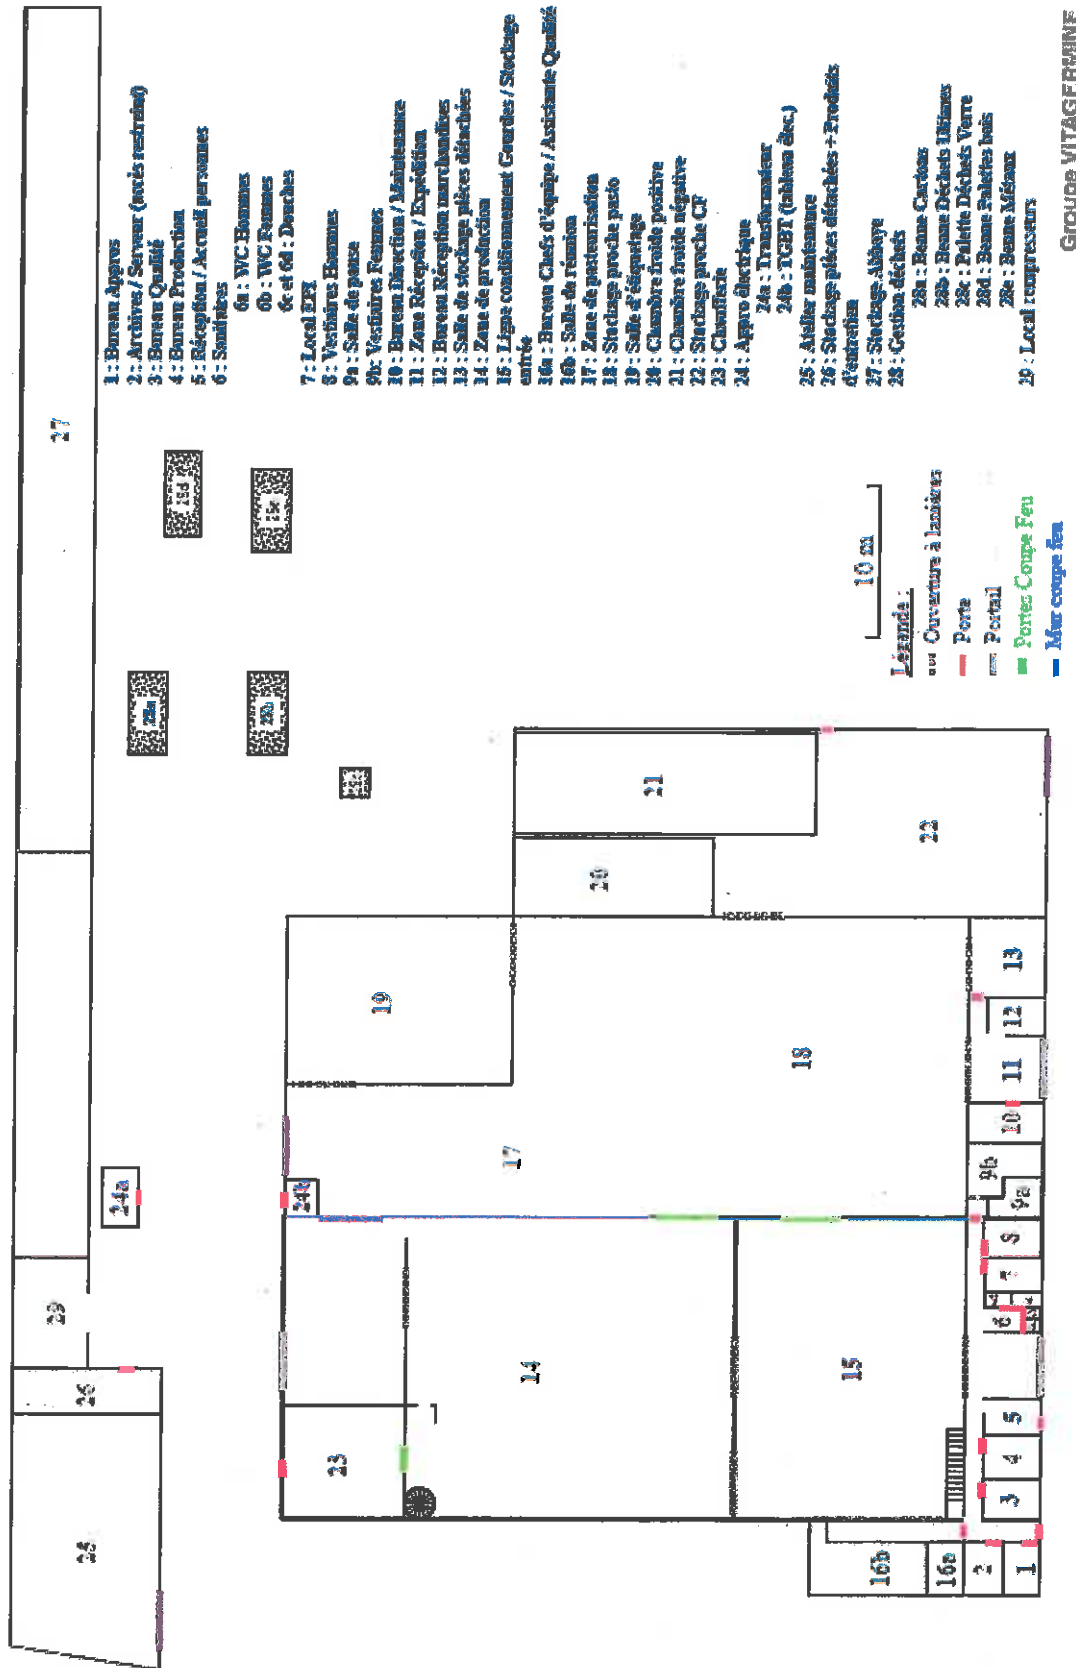 1 : Bureau Appros
2 : Archives / Serveur (accès restreint)
3 : Bureau Qualité
4 : Bureau Production
5 : Réception / Accueil personnes
6 : Sanitaires
6a : WC Hommes
6b : WC Femmes
6c et 6d : Douches
7 : Local
8 : Vestiaires Hommes
9a : Salle de pause
9b : Vestiaires Femmes
10 : Bureau Direction / Maintenance
11 : Zone Réception / Expédition
12 : Bureau Réception marchandises
13 : Salle de stockage pièces détachées
14 : Zone de production
15 : Ligne conditionnement Gourdes / Stockage
entrée
16a : Bureau Chefs d'équipe / Assistante Qualité
16b : Salle de réunion
17 : Zone de pasteurisation
18 : Stockage proche pasto
19 : Salle d'étiquetage
20 : Chambre froide positive
21 : Chambre froide négative
22 : Stockage proche CF
23 : Chaufferie
24 : Appro électrique
24a : Transformateur
24b : TGBT (tableau élec.)
25 : Atelier maintenance
26 : Stockage pièces détachées + Produits
d'entretien
27 : Stockage Abbaye
28 : Gestion déchets
28a : Benne Cartons
28b : Benne Déchets Ultimes
28c : Palette Déchets Verre
28d : Benne Palettes bois
28e : Benne Métaux
29 : Local compresseurs
Groupe VITAGERMINE
10 m
Légende :
Ouverture à lanières
Porte
Portail
Portes Coupe Feu
Mur coupe feu
27
28d
28e
28a
28b
24a
29
26
25
21
20
22
19
18
17
24b
13
12
11
10
9b
9a
8
7
6
14
15
23
5
4
3
2
1
16a
16b